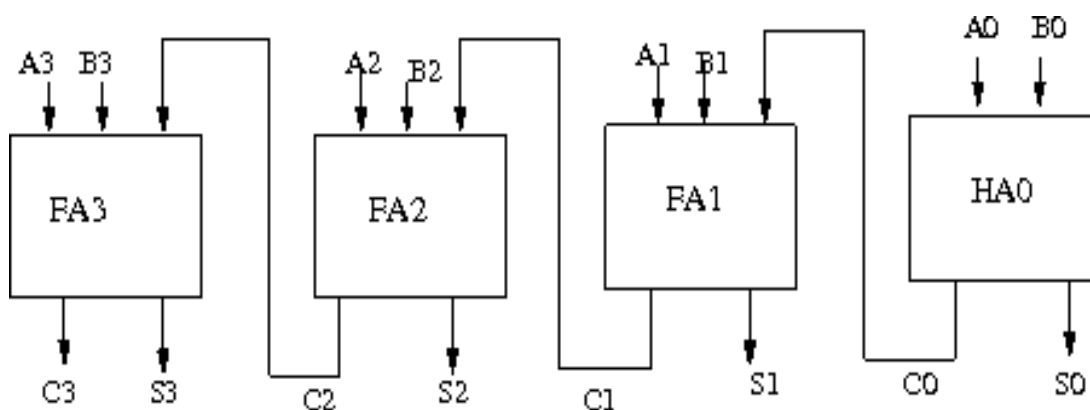 A3 B3 A2 B2 A1 B1 A0 B0
FA3 FA2 FA1 HA0
C3 S3 C2 S2 C1 S1 C0 S0